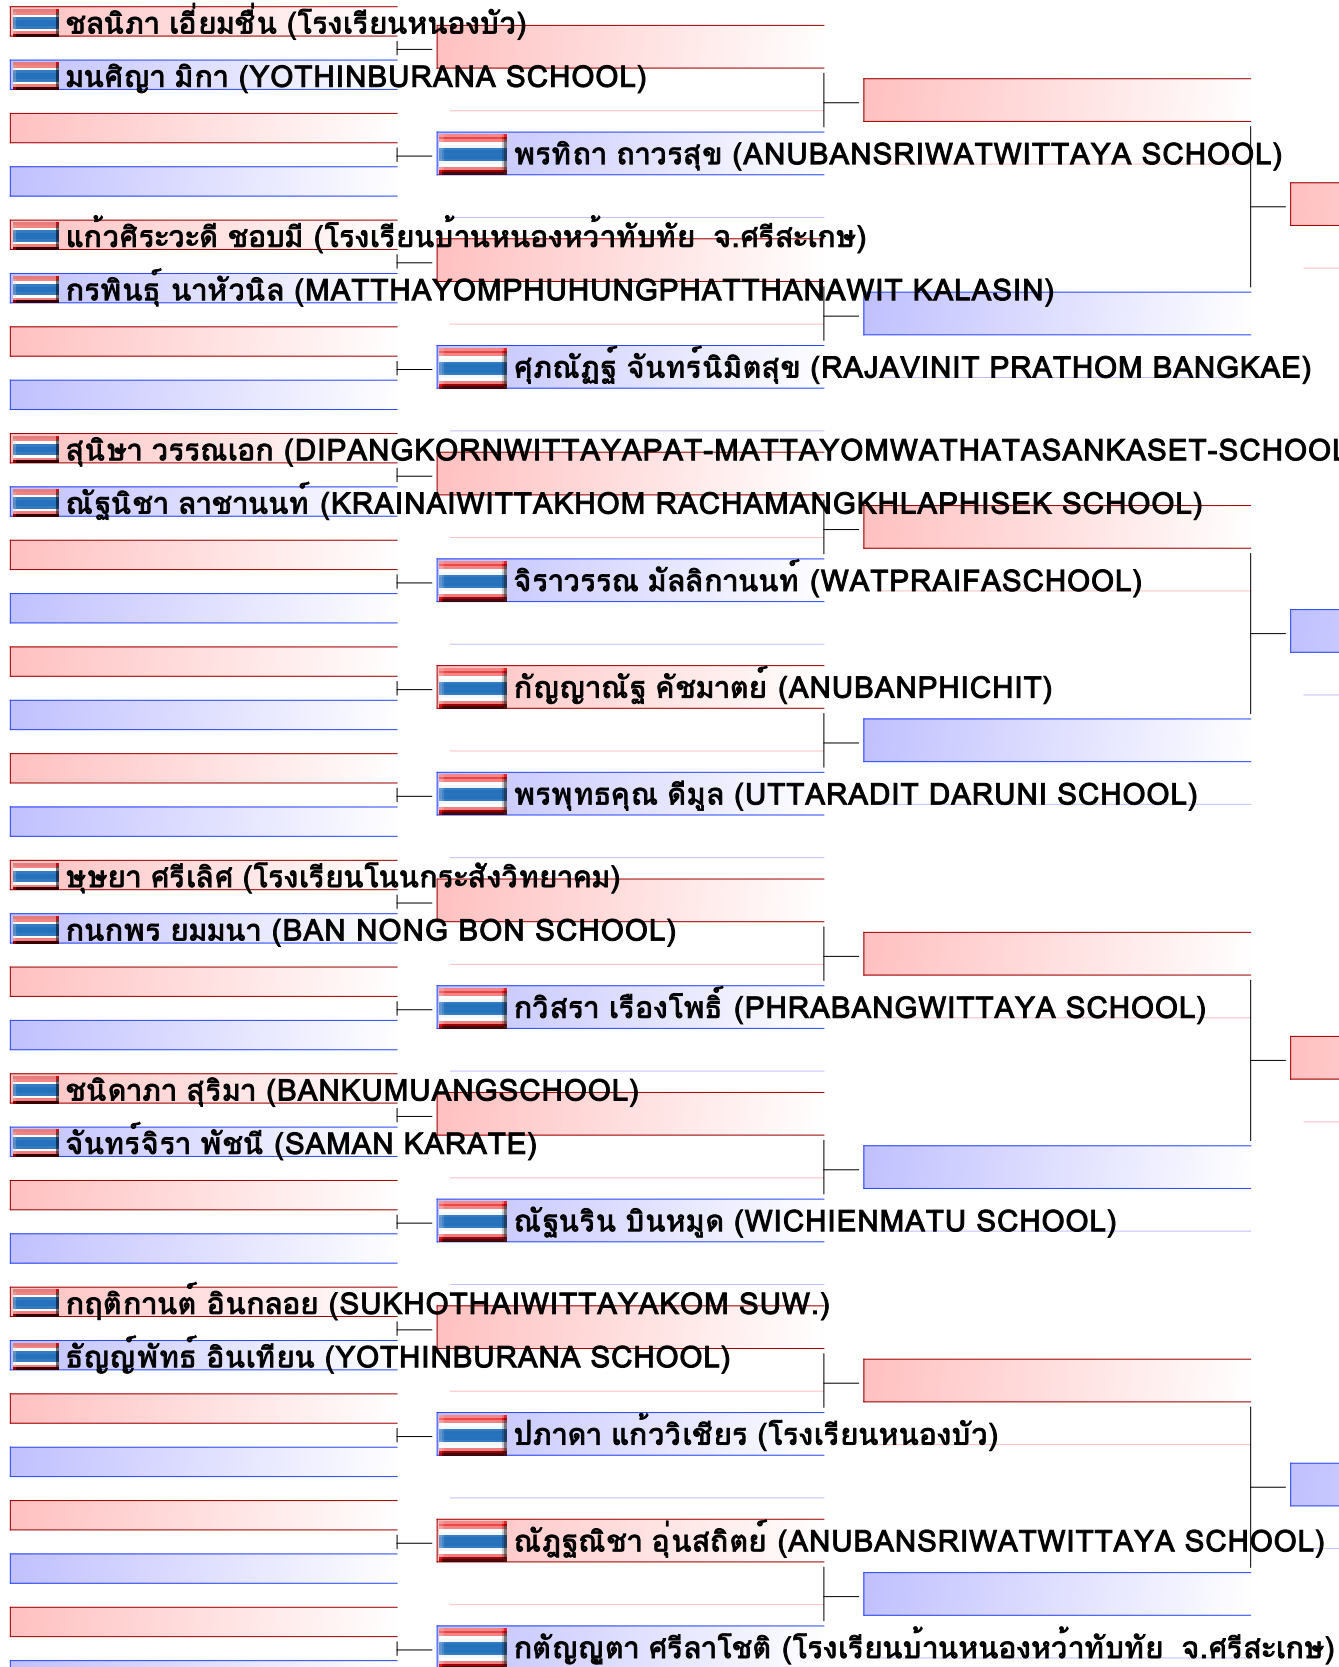 ชลนิภา เอี่ยมชื่น (โรงเรียนหนองบัว)
มนศิญา มิกา (YOTHINBURANA SCHOOL)
พรทิถา ถาวรสุข (ANUBANSRIWATWITTAYA SCHOOL)
แก้วศิระวะดี ชอบมี (โรงเรียนบ้านหนองหว้าทับทัย จ.ศรีสะเกษ)
กรพินธุ์ นาหัวนิล (MATTHAYOMPHUHUNGPHATTHANAWIT KALASIN)
ศุภณัฏฐ์ จันทร์นิมิตสุข (RAJAVINIT PRATHOM BANGKAE)
สุนิษา วรรณเอก (DIPANGKORNWITTAYAPAT-MATTAYOMWATHATASANKASET-SCHOOL
ณัฐนิชา ลาชานนท์ (KRAINAIWITTAKHOM RACHAMANGKHLAPHISEK SCHOOL)
จิราวรรณ มัลลิกานนท์ (WATPRAIFASCHOOL)
กัญญาณัฐ คัชมาตย์ (ANUBANPHICHIT)
พรพุทธคุณ ดีมูล (UTTARADIT DARUNI SCHOOL)
ษุษยา ศรีเลิศ (โรงเรียนโนนกระสังวิทยาคม)
กนกพร ยมมนา (BAN NONG BON SCHOOL)
กวิสรา เรืองโพธิ์ (PHRABANGWITTAYA SCHOOL)
ชนิดาภา สุริมา (BANKUMUANGSCHOOL)
จันทร์จิรา พัชนี (SAMAN KARATE)
ณัฐนริน บินหมูด (WICHIENMATU SCHOOL)
กฤติกานต์ อินกลอย (SUKHOTHAIWITTAYAKOM SUW.)
ธัญญ์พัทธ์ อินเทียน (YOTHINBURANA SCHOOL)
ปภาดา แก้ววิเชียร (โรงเรียนหนองบัว)
ณัฎฐณิชา อุ่นสถิตย์ (ANUBANSRIWATWITTAYA SCHOOL)
กตัญญุตา ศรีลาโชติ (โรงเรียนบ้านหนองหว้าทับทัย จ.ศรีสะเกษ)